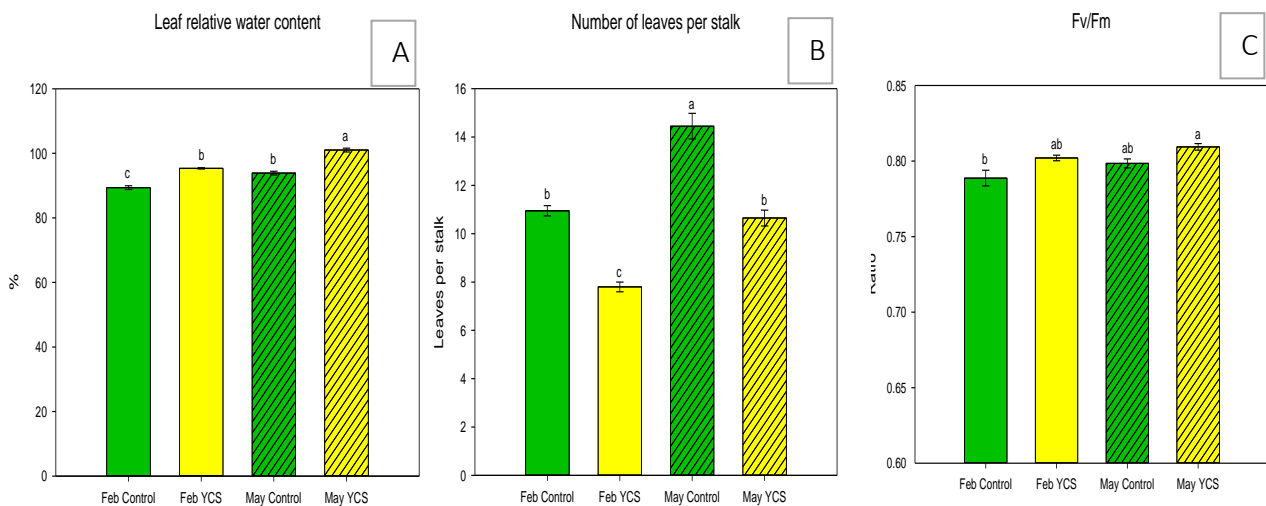 Leaf relative water content
A
120
100
80
60
40
20
0
%
c
b
b
a
Feb Control
Feb YCS
May Control
May YCS
Number of leaves per stalk
B
16
14
12
10
8
6
4
2
0
Leaves per stalk
b
c
a
b
Feb Control
Feb YCS
May Control
May YCS
Fv/Fm
C
0.85
0.80
0.75
0.70
0.65
0.60
Ratio
b
ab
ab
a
Feb Control
Feb YCS
May Control
May YCS